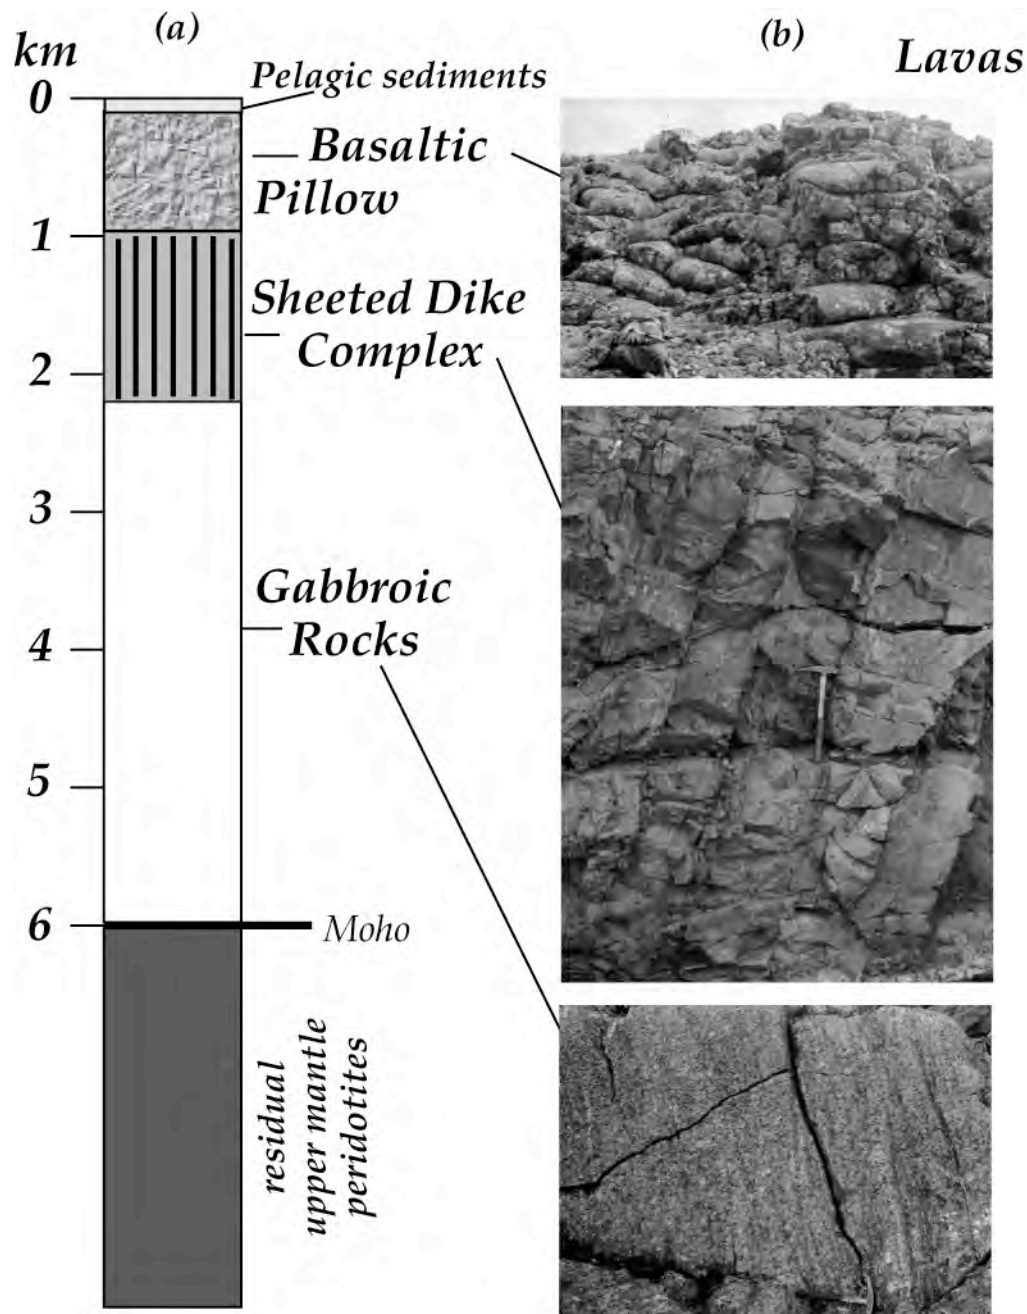 (a)
(b)
km
Lavas
0
Pelagic sediments
Basaltic
Pillow
1
Sheeted Dike
Complex
2
3
Gabbroic
Rocks
4
5
6
Moho
residual
upper mantle
peridotites